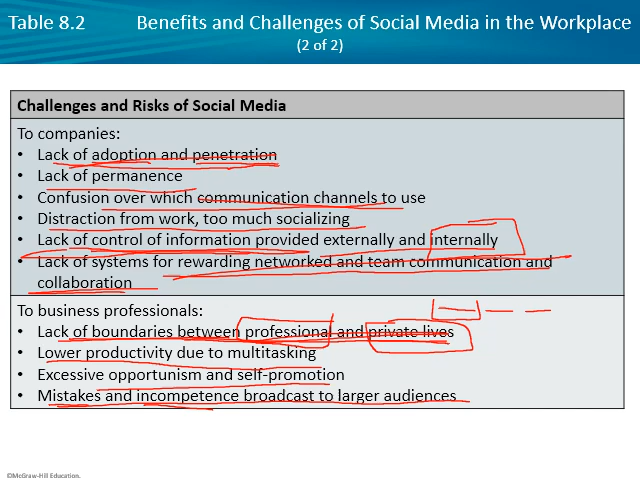 Table 8.2 Benefits and Challenges of Social Media in the Workplace
(2 of 2)
Challenges and Risks of Social Media
To companies:
• Lack of adoption and penetration
• Lack of permanence
• Confusion over which communication channels to use
• Distraction from work, too much socializing
• Lack of control of information provided externally and internally
• Lack of systems for rewarding networked and team communication and
collaboration
To business professionals:
• Lack of boundaries between professional and private lives
• Lower productivity due to multitasking
• Excessive opportunism and self-promotion
• Mistakes and incompetence broadcast to larger audiences
©McGraw-Hill Education.